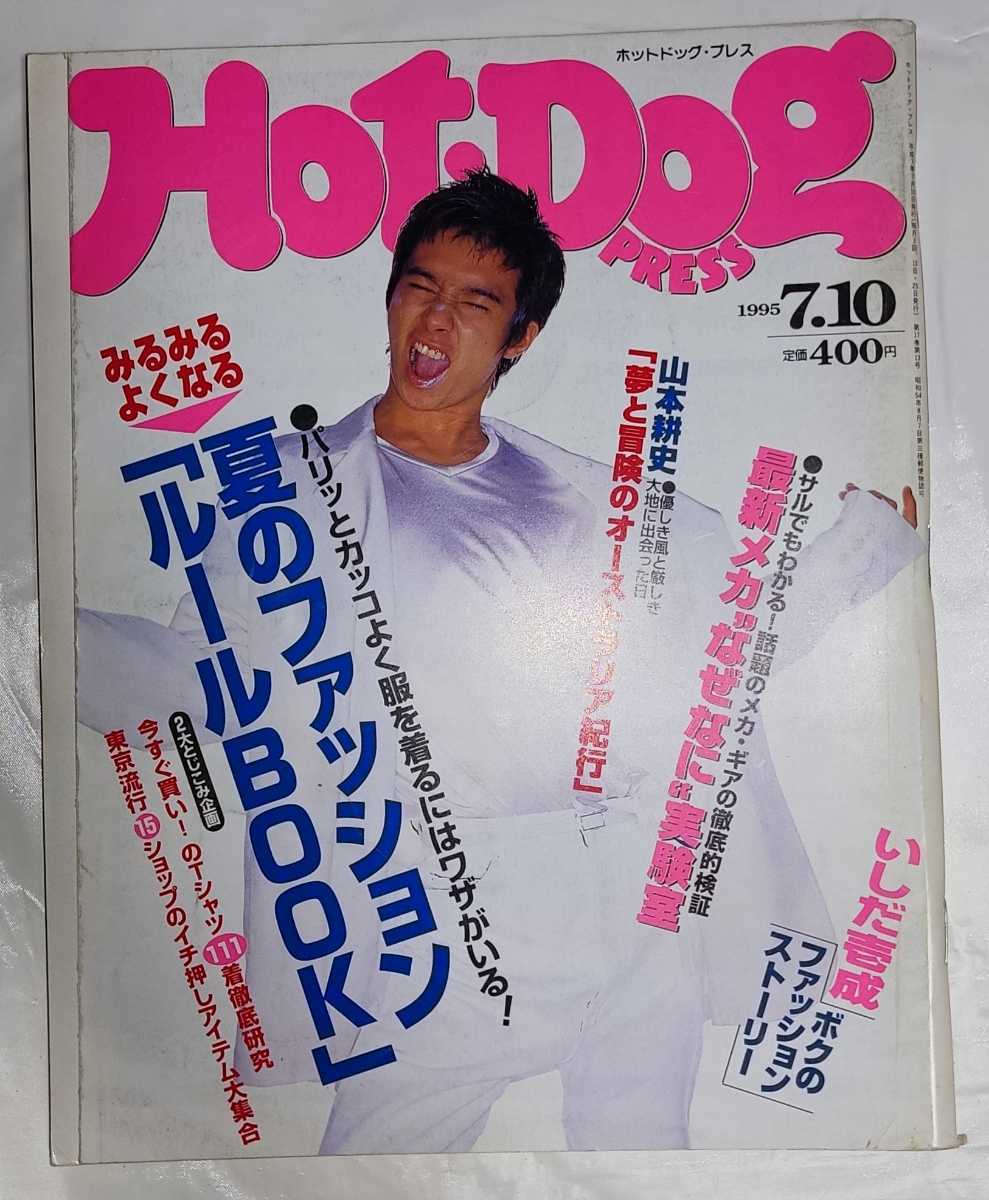 ホットドッグ・プレス
Hot・Dog
PRESS
1995 7.10
定価400円
みるみる
よくなる
●パリッとカッコよく服を着るにはワザがいる！
夏のファッション
「ルールBOOK」
2大とじこみ企画
今すぐ買い！のTシャツ111着徹底研究
東京流行15ショップのイチ押しアイテム大集合
山本耕史
●優しき風と厳しき
大地に出会った日
「夢と冒険のオーストラリア紀行」
●サルでもわかる！話題のメカ・ギアの徹底的検証
最新メカ”なぜなに“実験室
いしだ壱成
ボクの
ファッション
ストーリー